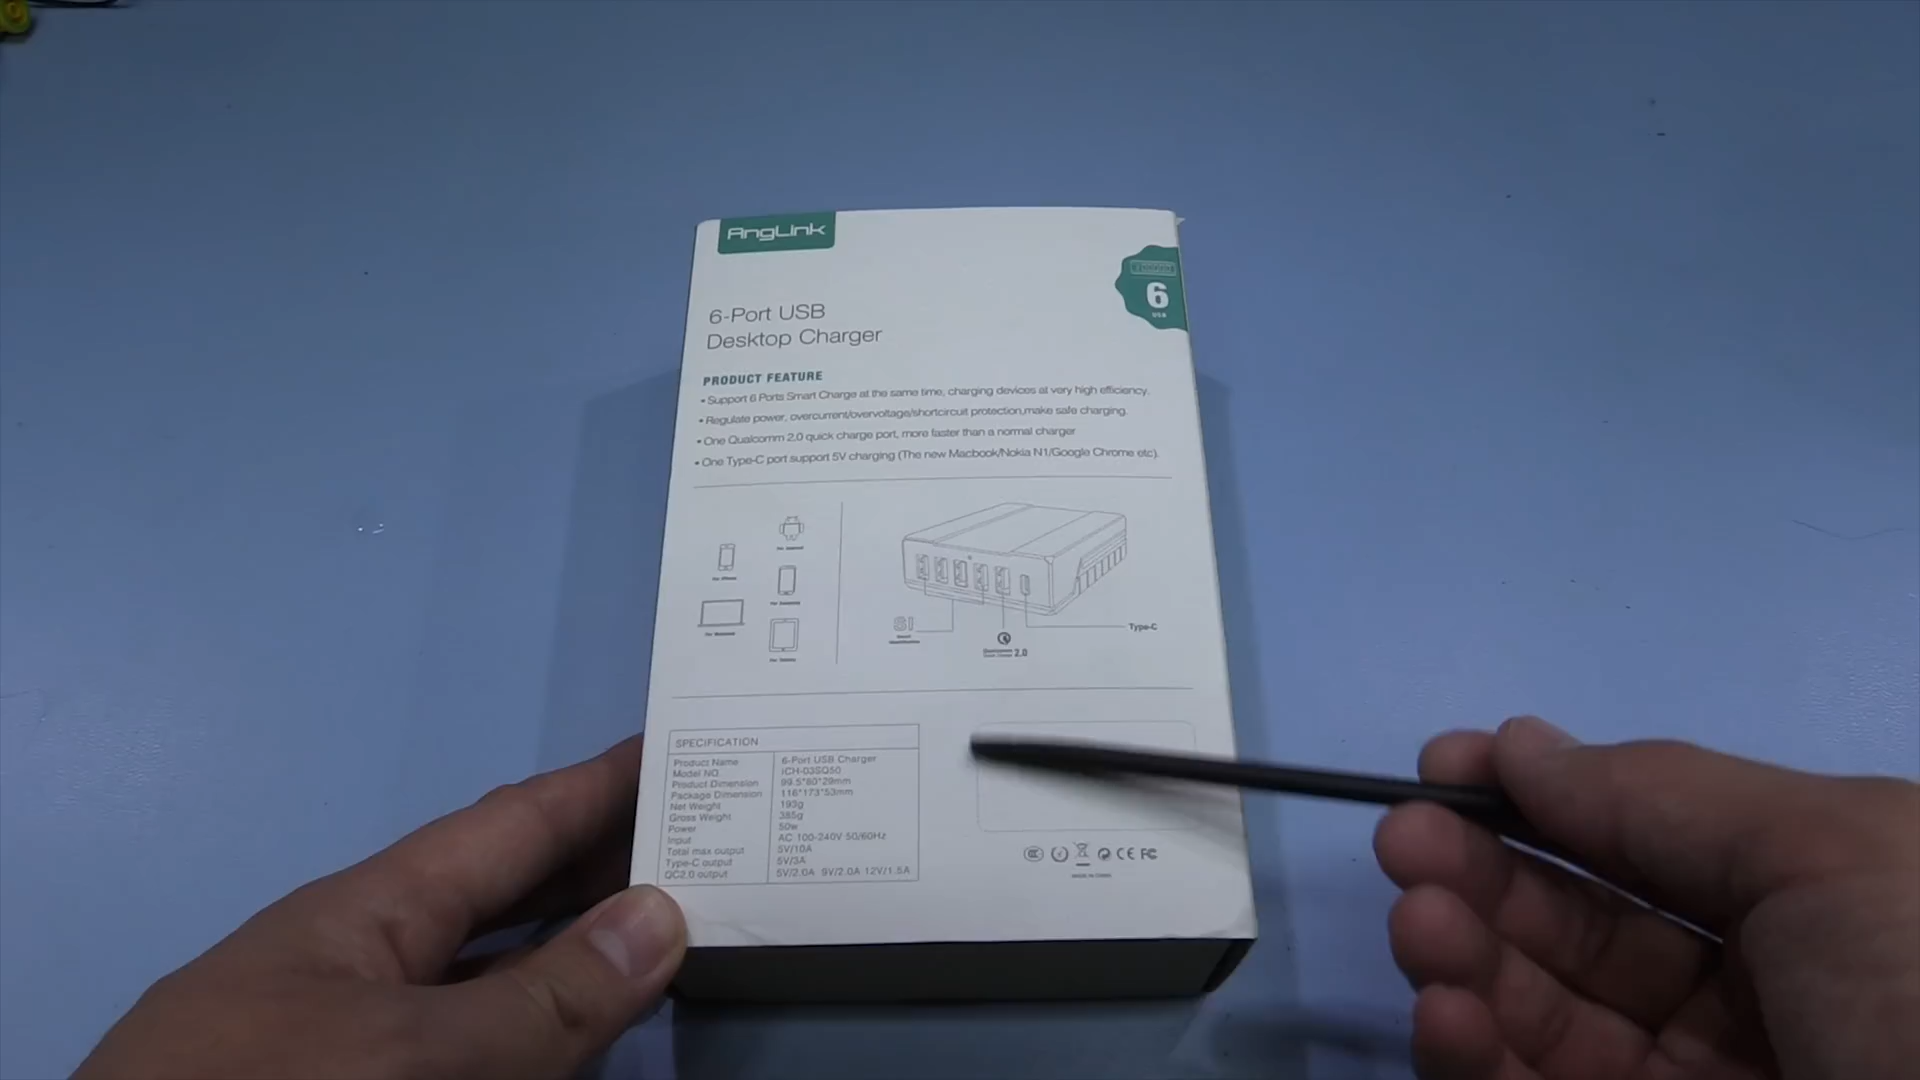 AngLink
6
USB
6-Port USB
Desktop Charger
PRODUCT FEATURE
• Support 6 Ports Smart Charge at the same time, charging devices at very high efficiency.
• Regulate power, overcurrent/overvoltage/shortcircuit protection,make safe charging.
• One Qualcomm 2.0 quick charge port, more faster than a normal charger
• One Type-C port support 5V charging (The new Macbook/Nokia N1/Google Chrome etc).
Type-C
2.0
SPECIFICATION
Product Name 6-Port USB Charger
Model NO. ICH-03SQ50
Product Dimension 99.5*80*29mm
Package Dimension 116*173*53mm
Net Weight 193g
Gross Weight 385g
Power 50w
Input AC 100-240V 50/60Hz
Total max output 5V/10A
Type-C output 5V/3A
QC2.0 output 5V/2.0A 9V/2.0A 12V/1.5A